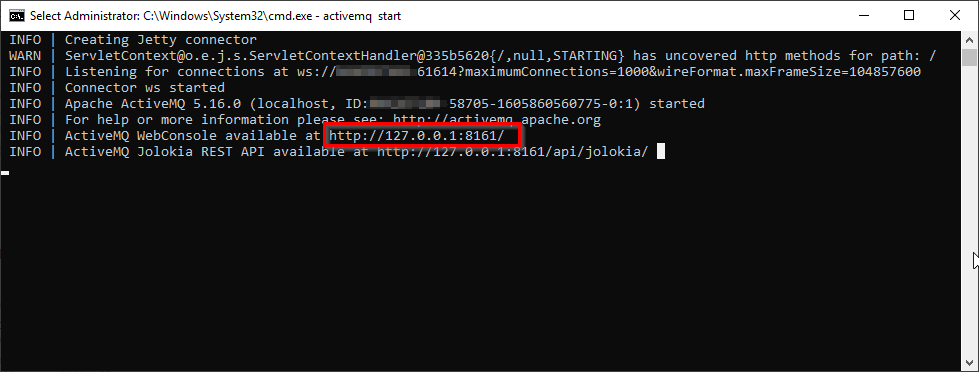 Select Administrator: C:\Windows\System32\cmd.exe - activemq  start
INFO | Creating Jetty connector
WARN | ServletContext@o.e.j.s.ServletContextHandler@335b5620{/,null,STARTING} has uncovered http methods for path: /
INFO | Listening for connections at ws://61614?maximumConnections=1000&wireFormat.maxFrameSize=104857600
INFO | Connector ws started
INFO | Apache ActiveMQ 5.16.0 (localhost, ID:58705-1605860560775-0:1) started
INFO | For help or more information please see: http://activemq.apache.org
INFO | ActiveMQ WebConsole available at http://127.0.0.1:8161/
INFO | ActiveMQ Jolokia REST API available at http://127.0.0.1:8161/api/jolokia/